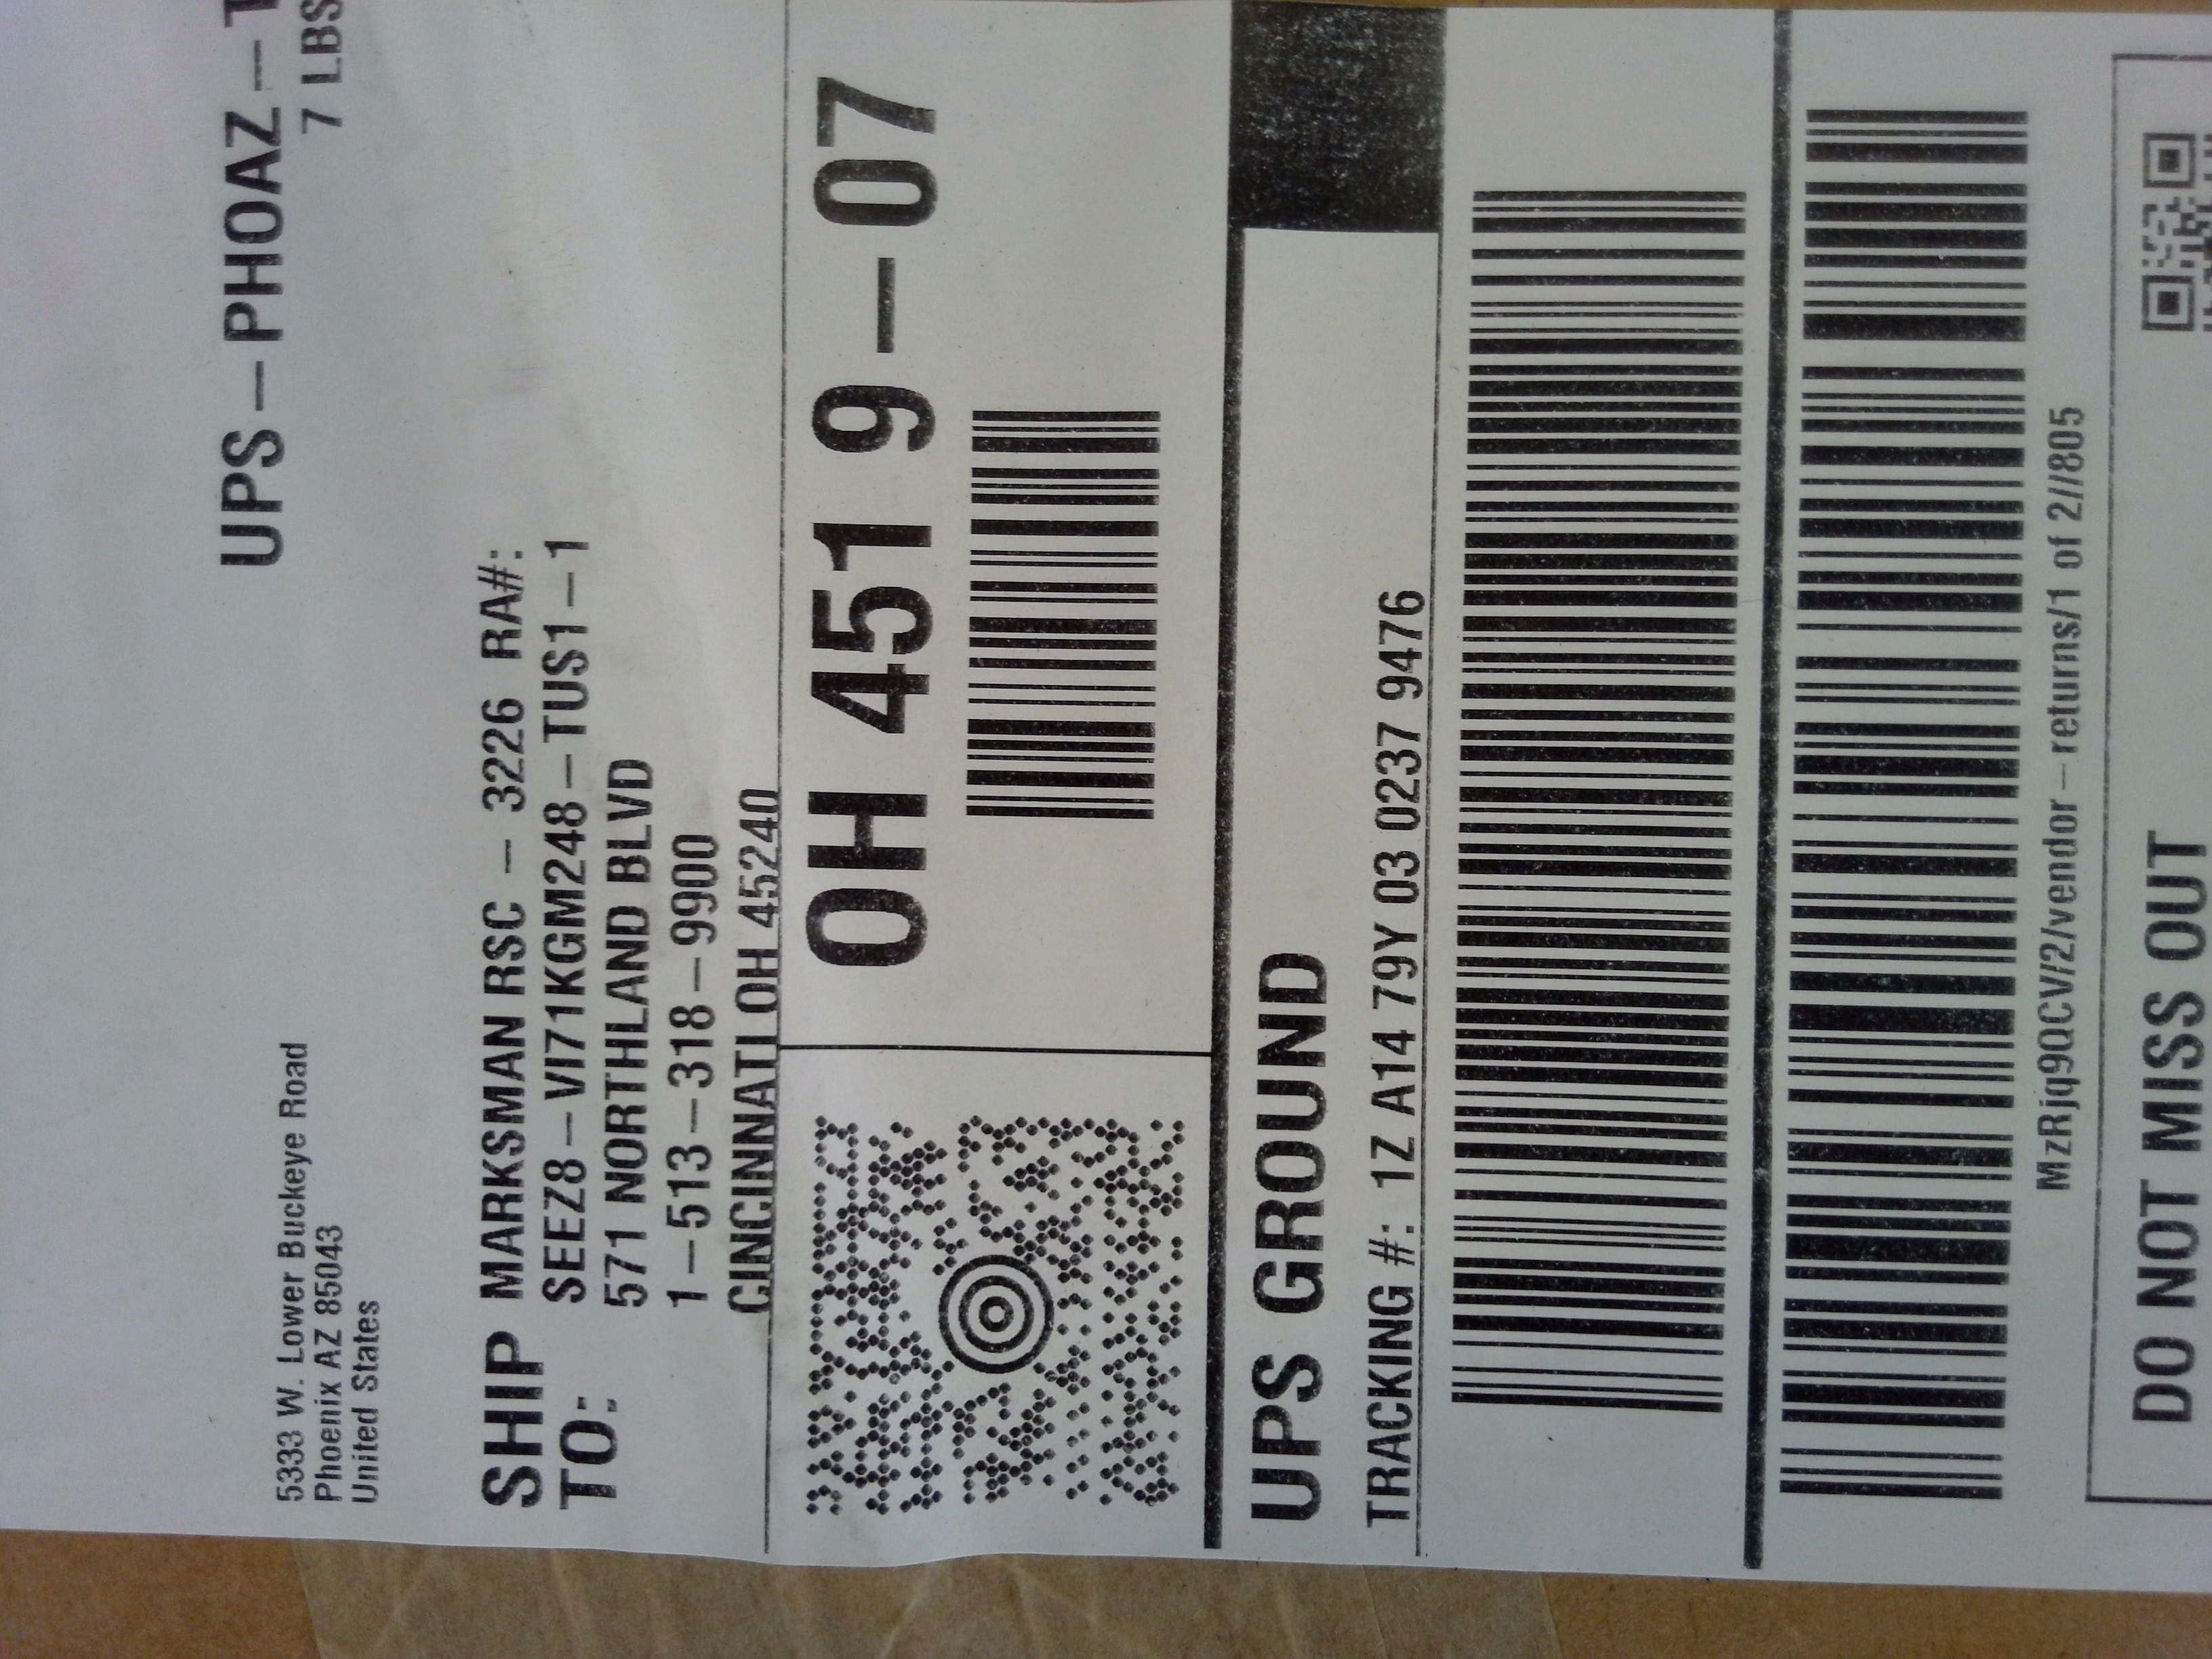 UPS-PHOAZ-
7 LBS
5333 W. Lower Buckeye Road
Phoenix AZ 85043
United States
SHIP TO:
MARKSMAN RSC - 3226 RA#:
SEEZ8-VI71KGM248-TUS1-1
571 NORTHLAND BLVD
1-513-318-9900
CINCINNATI OH 45240
OH 451 9-07
UPS GROUND
TRACKING #: 1Z A14 79Y 03 0237 9476
MzRjq9QCV/2/vendor-returns/1 of 2//805
DO NOT MISS OUT